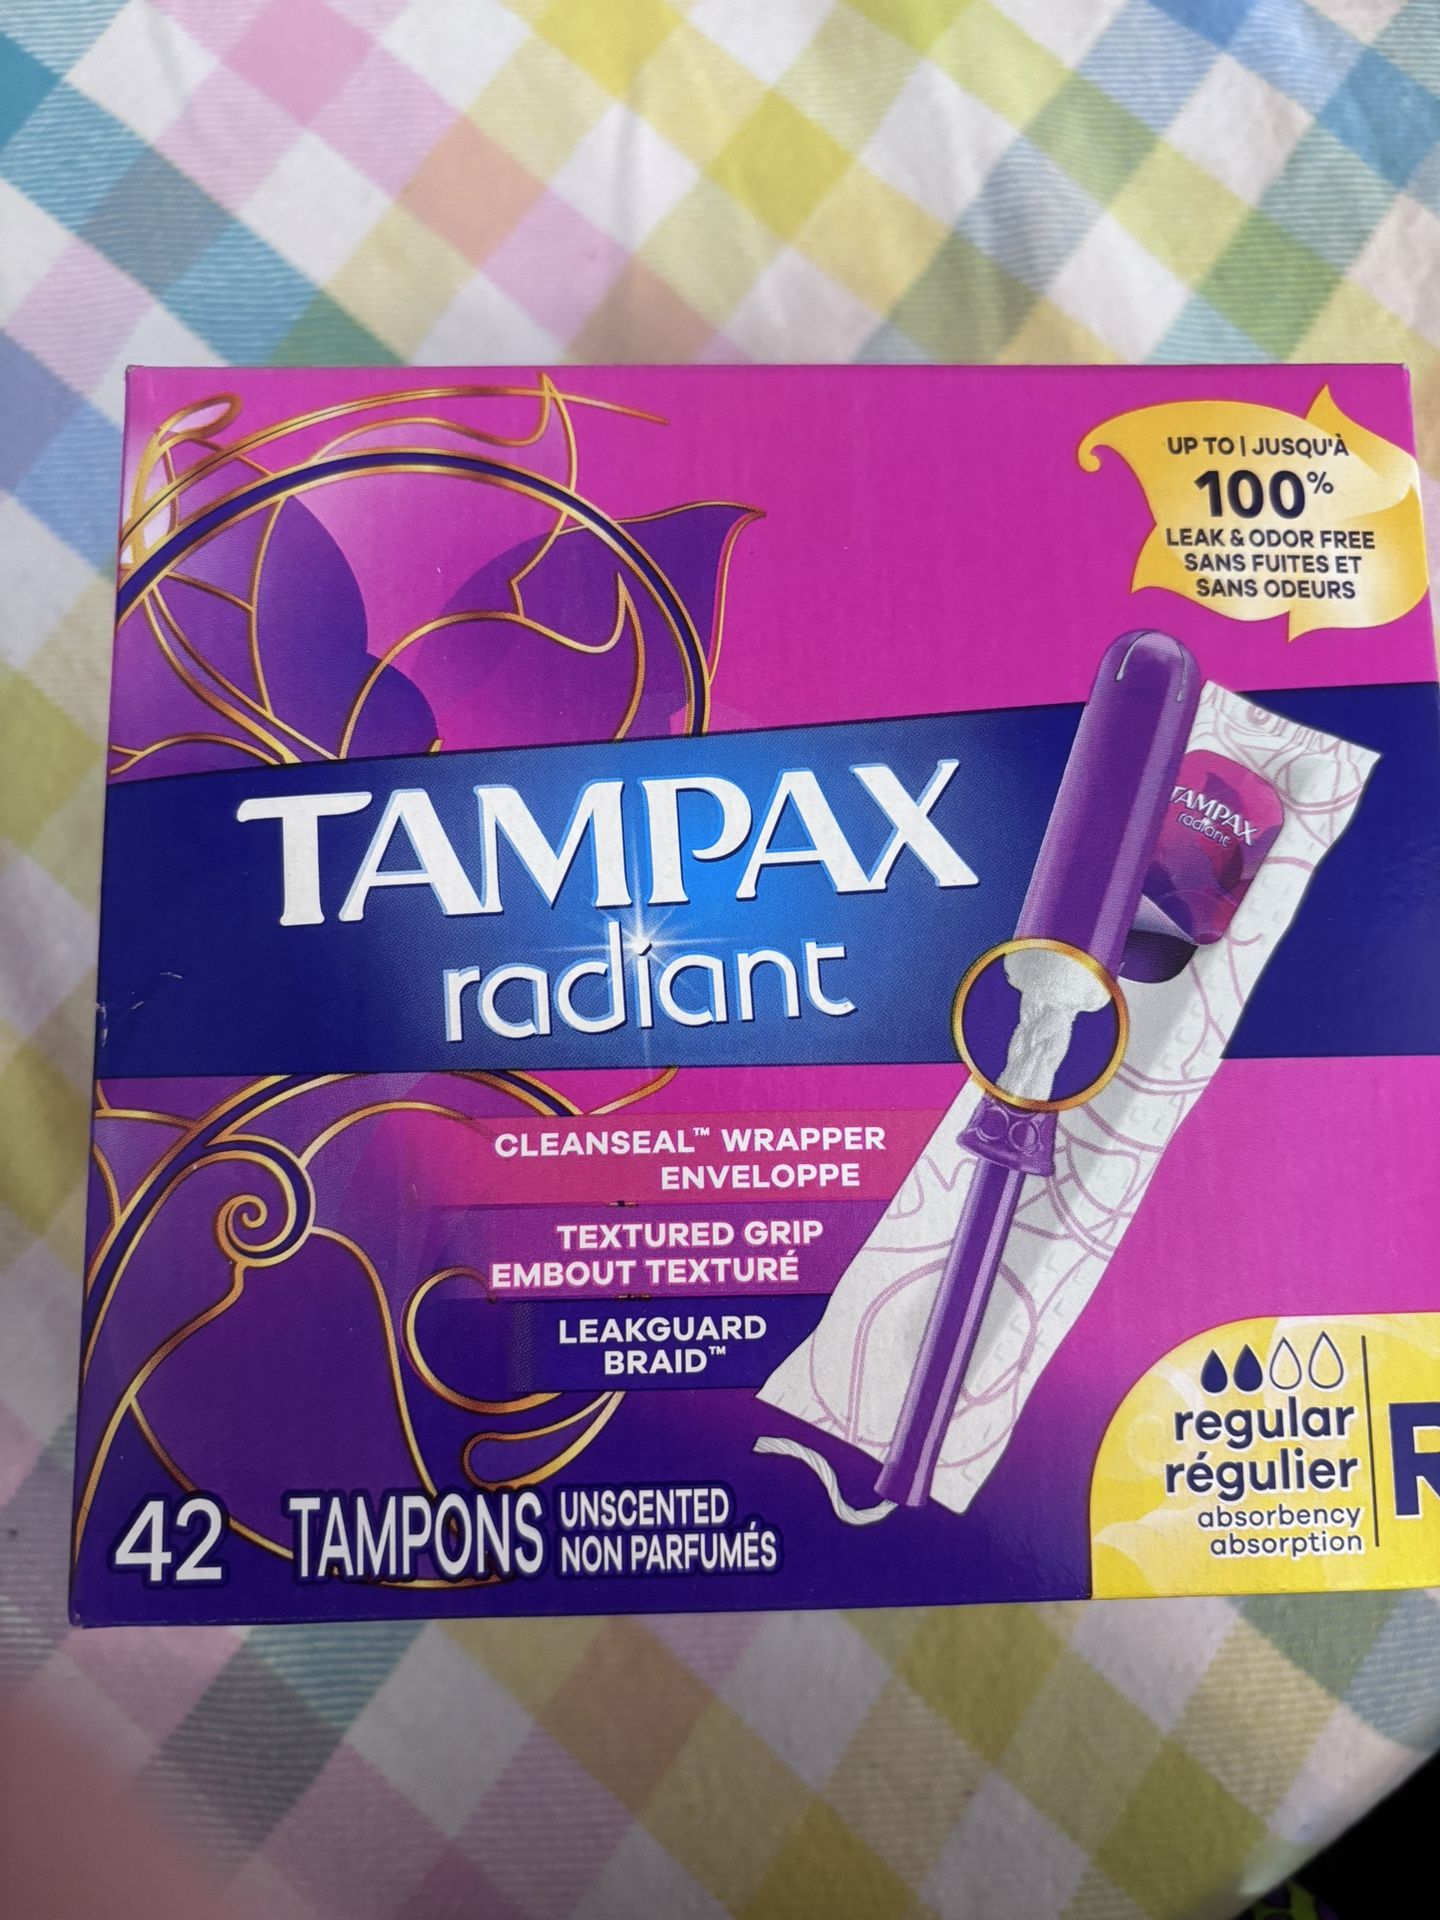 UP TO | JUSQU'À
100%
LEAK & ODOR FREE
SANS FUITES ET
SANS ODEURS
TAMPAX
radiant
TAMPAX
radiant
CLEANSEAL™ WRAPPER
ENVELOPPE
TEXTURED GRIP
EMBOUT TEXTURÉ
LEAKGUARD
BRAID™
regular
régulier
absorbency
absorption
R
42 TAMPONS UNSCENTED
NON PARFUMÉS